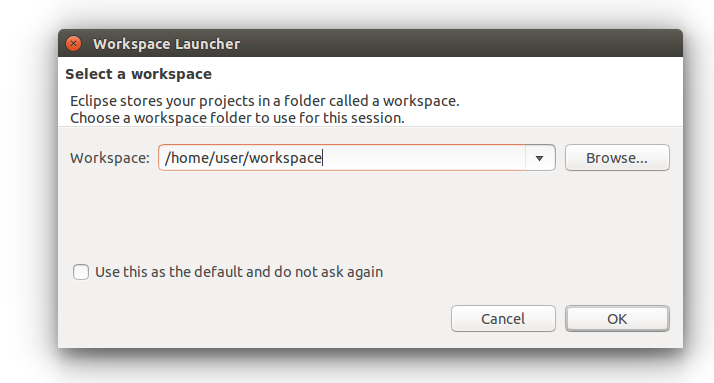 Workspace Launcher
Select a workspace
Eclipse stores your projects in a folder called a workspace.
Choose a workspace folder to use for this session.
Workspace: /home/user/workspace Browse...
Use this as the default and do not ask again
Cancel OK